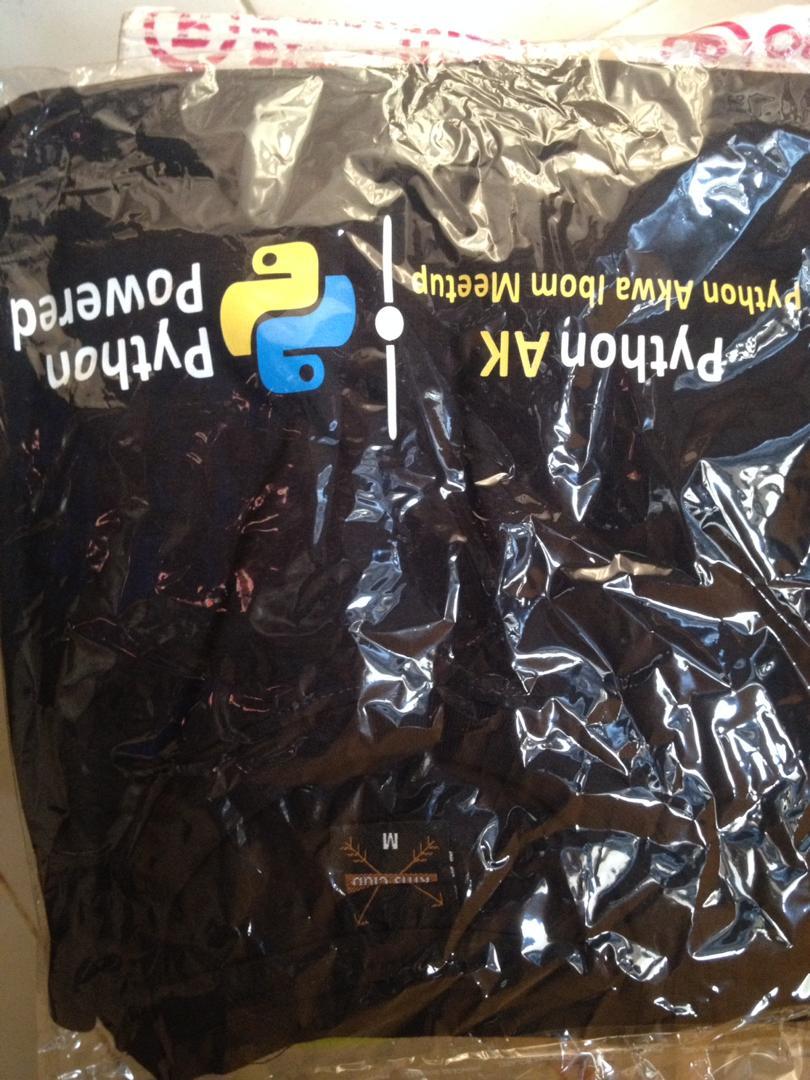 Python AK
Python Akwa Ibom Meetup
Python
Powered
M